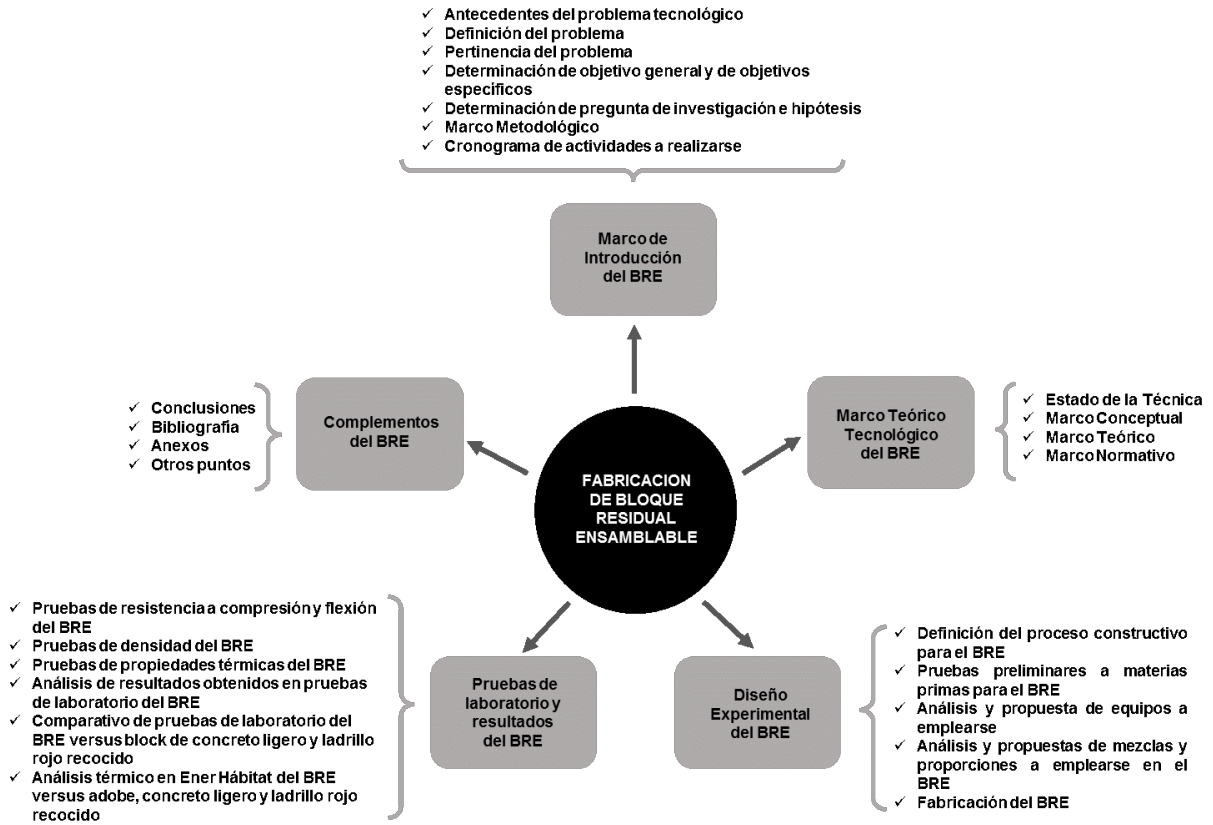 ✓ Antecedentes del problema tecnológico
✓ Definición del problema
✓ Pertinencia del problema
✓ Determinación de objetivo general y de objetivos
específicos
✓ Determinación de pregunta de investigación e hipótesis
✓ Marco Metodológico
✓ Cronograma de actividades a realizarse
Marco de
Introducción
del BRE
✓ Conclusiones
✓ Bibliografía
✓ Anexos
✓ Otros puntos
Complementos
del BRE
Marco Teórico
Tecnológico
del BRE
✓ Estado de la Técnica
✓ Marco Conceptual
✓ Marco Teórico
✓ Marco Normativo
FABRICACION
DE BLOQUE
RESIDUAL
ENSAMBLABLE
✓ Pruebas de resistencia a compresión y flexión
del BRE
✓ Pruebas de densidad del BRE
✓ Pruebas de propiedades térmicas del BRE
✓ Análisis de resultados obtenidos en pruebas
de laboratorio del BRE
✓ Comparativo de pruebas de laboratorio del
BRE versus block de concreto ligero y ladrillo
rojo recocido
✓ Análisis térmico en Ener Hábitat del BRE
versus adobe, concreto ligero y ladrillo rojo
recocido
Pruebas de
laboratorio y
resultados
del BRE
Diseño
Experimental
del BRE
✓ Definición del proceso constructivo
para el BRE
✓ Pruebas preliminares a materias
primas para el BRE
✓ Análisis y propuesta de equipos a
emplearse
✓ Análisis y propuestas de mezclas y
proporciones a emplearse en el
BRE
✓ Fabricación del BRE